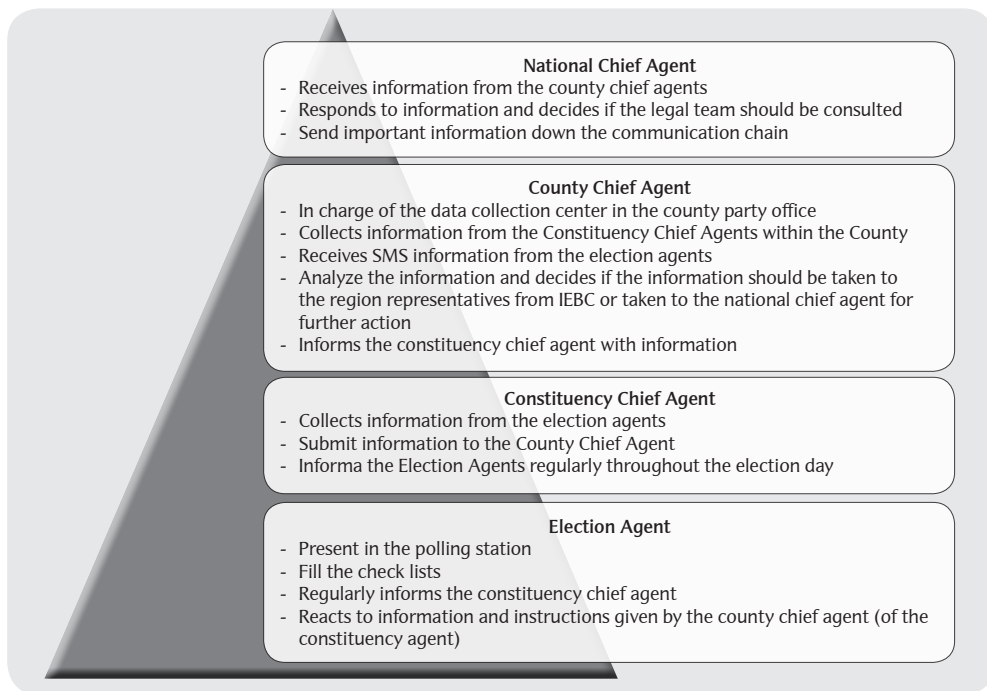 National Chief Agent
- Receives information from the county chief agents
- Responds to information and decides if the legal team should be consulted
- Send important information down the communication chain
County Chief Agent
- In charge of the data collection center in the county party office
- Collects information from the Constituency Chief Agents within the County
- Receives SMS information from the election agents
- Analyze the information and decides if the information should be taken to
the region representatives from IEBC or taken to the national chief agent for
further action
- Informs the constituency chief agent with information
Constituency Chief Agent
- Collects information from the election agents
- Submit information to the County Chief Agent
- Informa the Election Agents regularly throughout the election day
Election Agent
- Present in the polling station
- Fill the check lists
- Regularly informs the constituency chief agent
- Reacts to information and instructions given by the county chief agent (of the
constituency agent)